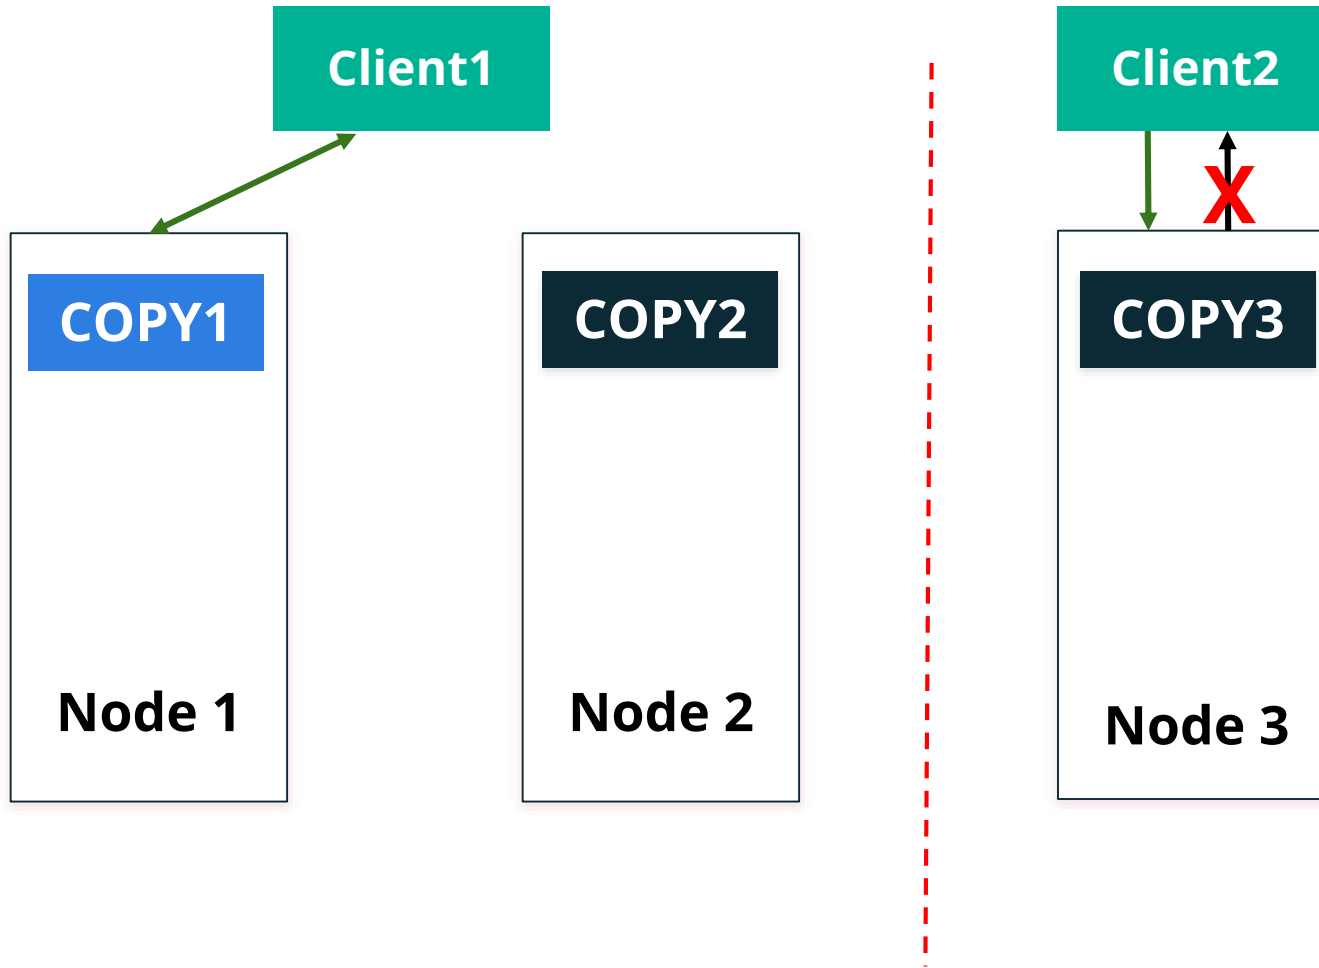 Client1
Client2
X
COPY1
COPY2
COPY3
Node 1
Node 2
Node 3